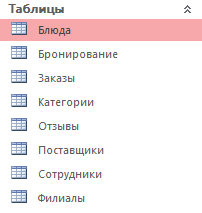 Таблицы
Блюда
Бронирование
Заказы
Категории
Отзывы
Поставщики
Сотрудники
Филиалы